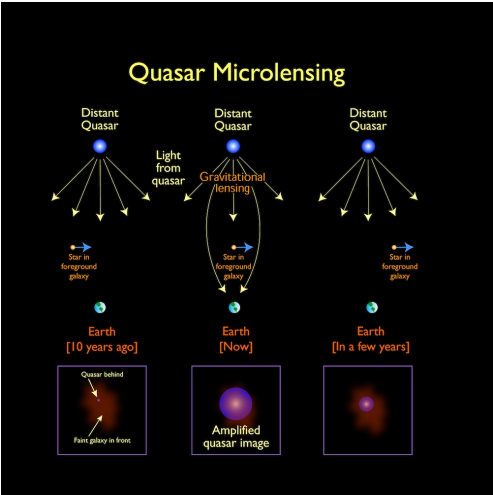 Quasar Microlensing
Distant
Quasar
Distant
Quasar
Distant
Quasar
Light
from
quasar
Gravitational
lensing
Star in
foreground
galaxy
Star in
foreground
galaxy
Star in
foreground
galaxy
Earth
[10 years ago]
Earth
[Now]
Earth
[In a few years]
Quasar behind
Faint galaxy in front
Amplified
quasar image